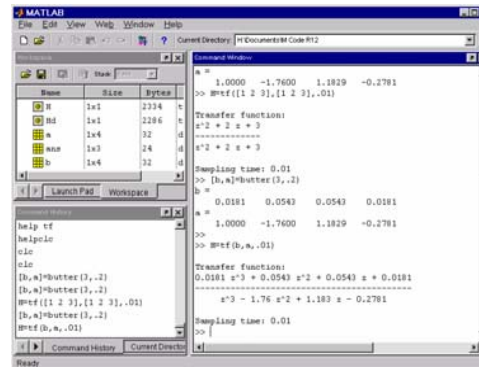 MATLAB
File Edit View Web Window Help
Current Directory: H:\Documents\M Code R12
Workspace
Stack:
Name Size Bytes
H 1x1 2334 t
Hd 1x1 2286 t
a 1x4 32 d
ans 1x3 24 d
b 1x4 32 d
Launch Pad Workspace
Command History
help tf
helpclc
clc
clc
[b,a]=butter(3,.2)
[b,a]=butter(3,.2)
H=tf([1 2 3],[1 2 3],.01)
[b,a]=butter(3,.2)
H=tf(b,a,.01)
Command History Current Director
Ready
Command Window
a =
1.0000 -1.7600 1.1829 -0.2781
>> H=tf([1 2 3],[1 2 3],.01)
Transfer function:
z^2 + 2 z + 3
-------------
z^2 + 2 z + 3
Sampling time: 0.01
>> [b,a]=butter(3,.2)
b =
0.0181 0.0543 0.0543 0.0181
a =
1.0000 -1.7600 1.1829 -0.2781
>>
>> H=tf(b,a,.01)
Transfer function:
0.0181 z^3 + 0.0543 z^2 + 0.0543 z + 0.0181
-------------------------------------------
z^3 - 1.76 z^2 + 1.183 z - 0.2781
Sampling time: 0.01
>>